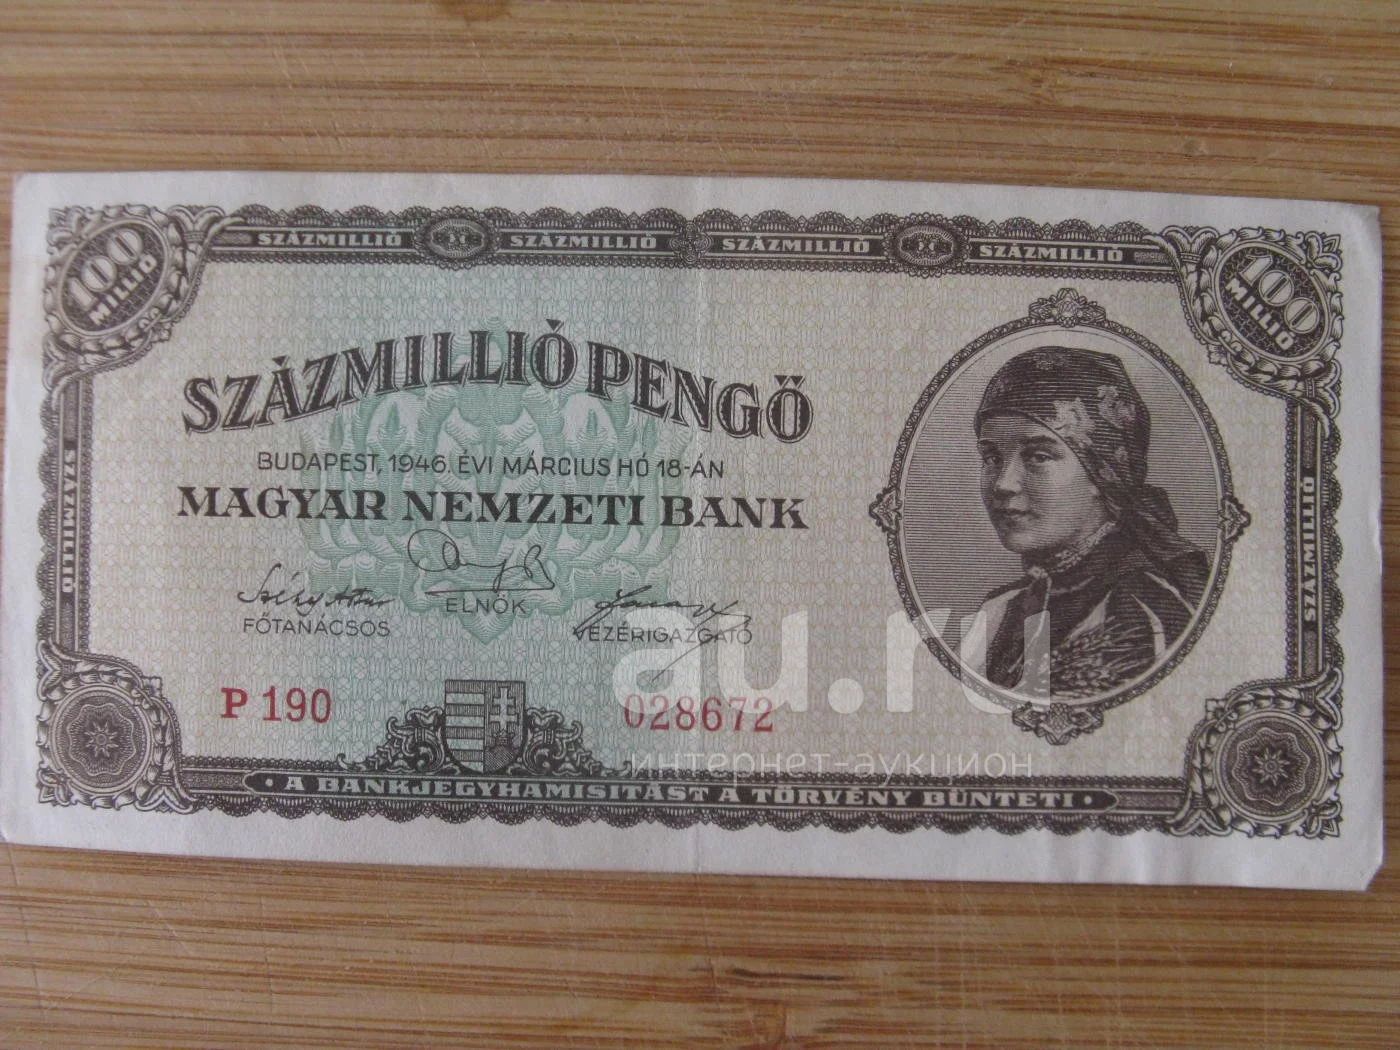 100 MILLIÓ
SZÁZMILLIÓ SZÁZMILLIÓ SZÁZMILLIÓ SZÁZMILLIÓ
100 MILLIÓ
SZÁZMILLIÓ PENGŐ
BUDAPEST, 1946. ÉVI MÁRCIUS HÓ 18-ÁN
MAGYAR NEMZETI BANK
SZÁZMILLIÓ
SZÁZMILLIÓ
ELNÖK
FŐTANÁCSOS
VEZÉRIGAZGATÓ
au.ru
P 190
028672
интернет-аукцион
· A BANKJEGYHAMISITÁST A TÖRVÉNY BÜNTETI ·